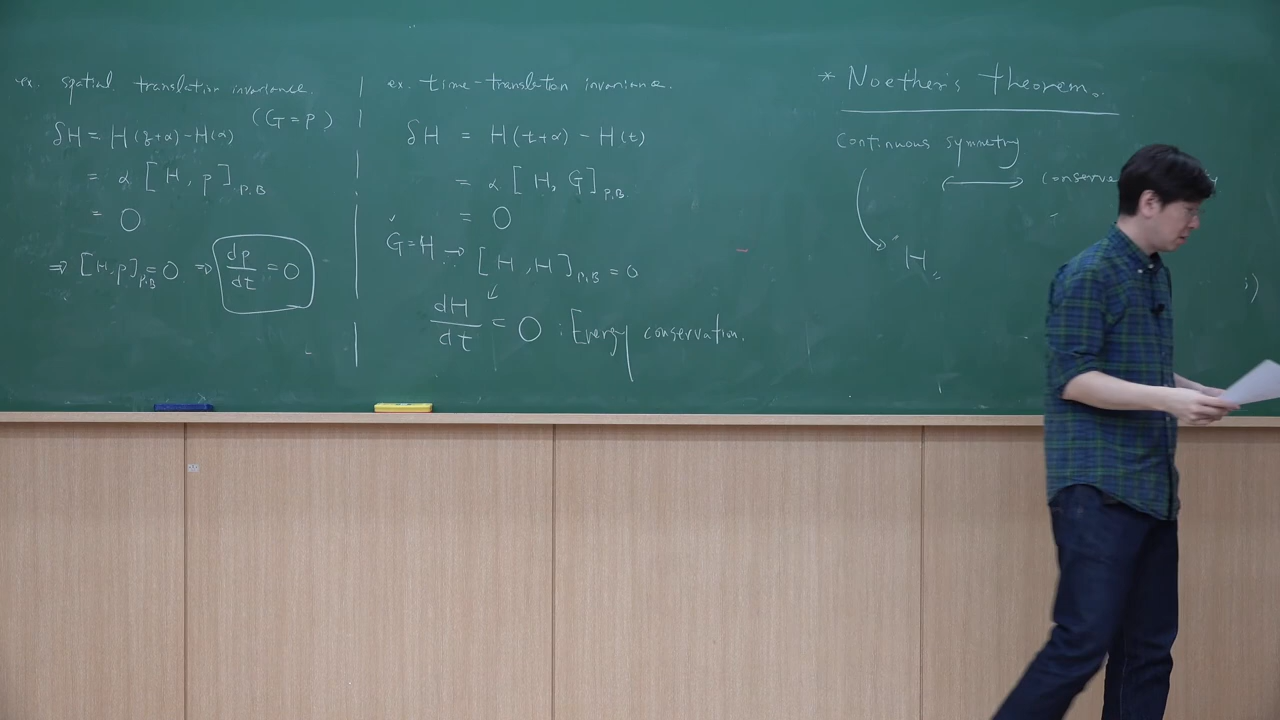 ex. spatial translation invariance.
(G=p)
δH = H(q+α)-H(α)
= α [H, p]P.B
= 0
⇒ [H,p]P.B = 0 ⇒ dp/dt = 0
ex. time-translation invariance.
δH = H(t+α) - H(t)
= α [H, G]P.B
= 0
G=H → [H, H]P.B = 0
dH/dt = 0 : Energy conservation.
* Noether's theorem.
Continuous symmetry
↔ conserve
H
i)